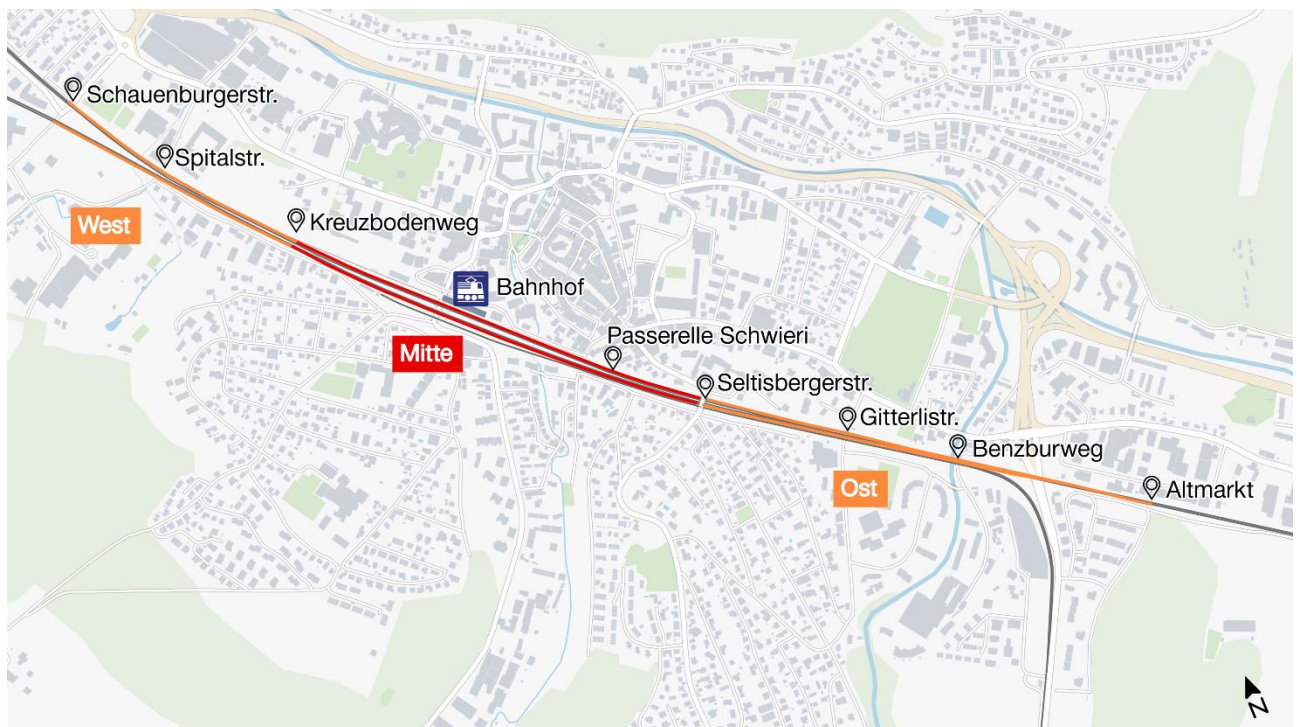 Schauenburgerstr.
Spitalstr.
West
Kreuzbodenweg
Bahnhof
Mitte
Passerelle Schwieri
Seltisbergerstr.
Gitterlistr.
Benzburweg
Ost
Altmarkt
N